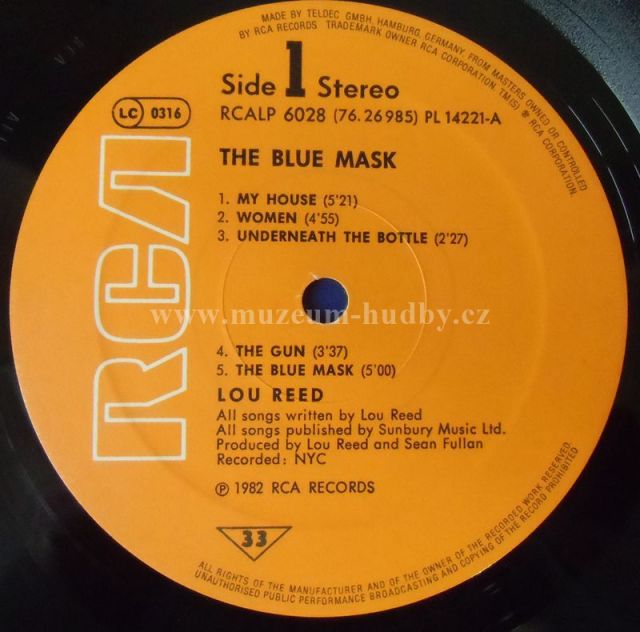 MADE BY TELDEC GMBH, HAMBURG, GERMANY, FROM MASTERS OWNED OR CONTROLLED
BY RCA RECORDS TRADEMARK OWNER RCA CORPORATION. TM(S) ® RCA CORPORATION.
Side 1 Stereo
RCALP 6028 (76.26985) PL 14221-A
LC 0316
RCA
THE BLUE MASK
1. MY HOUSE (5'21)
2. WOMEN (4'55)
3. UNDERNEATH THE BOTTLE (2'27)
www.muzeum-hudby.cz
4. THE GUN (3'37)
5. THE BLUE MASK (5'00)
LOU REED
All songs written by Lou Reed
All songs published by Sunbury Music Ltd.
Produced by Lou Reed and Sean Fullan
Recorded: NYC
℗ 1982 RCA RECORDS
33
ALL RIGHTS OF THE MANUFACTURER AND OF THE OWNER OF THE RECORDED WORK RESERVED.
UNAUTHORISED PUBLIC PERFORMANCE BROADCASTING AND COPYING OF THE RECORD PROHIBITED